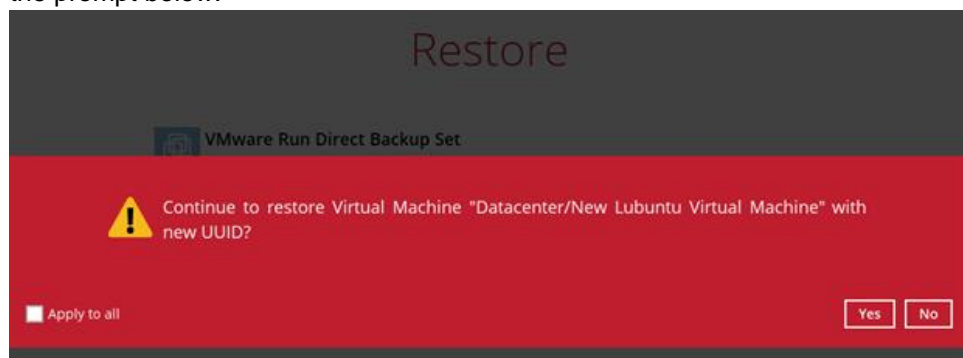 the prompt below.
Restore
VMware Run Direct Backup Set
Continue to restore Virtual Machine "Datacenter/New Lubuntu Virtual Machine" with
new UUID?
Apply to all
Yes No